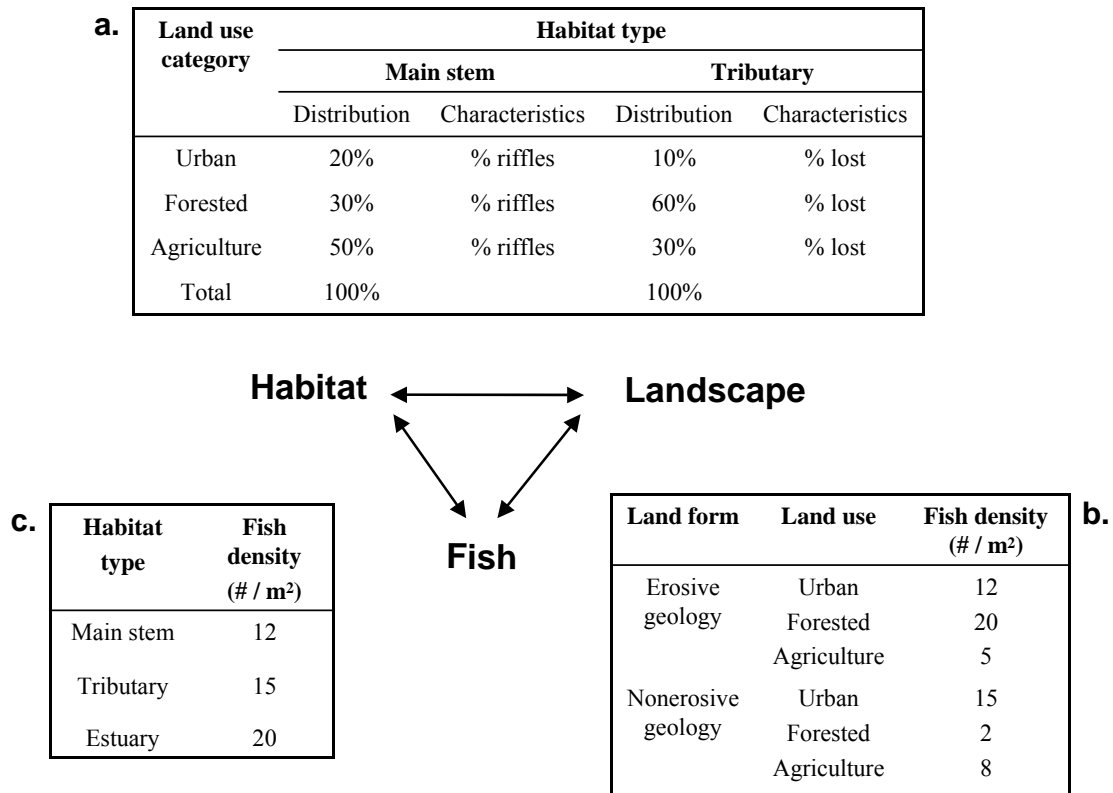 a.
Land use category
Habitat type
Main stem Tributary
Distribution Characteristics Distribution Characteristics
Urban 20% % riffles 10% % lost
Forested 30% % riffles 60% % lost
Agriculture 50% % riffles 30% % lost
Total 100% 100%
Habitat Landscape
Fish
c.
Habitat type
Fish density (# / m²)
Main stem 12
Tributary 15
Estuary 20
b.
Land form Land use Fish density (# / m²)
Erosive geology
Urban 12
Forested 20
Agriculture 5
Nonerosive geology
Urban 15
Forested 2
Agriculture 8